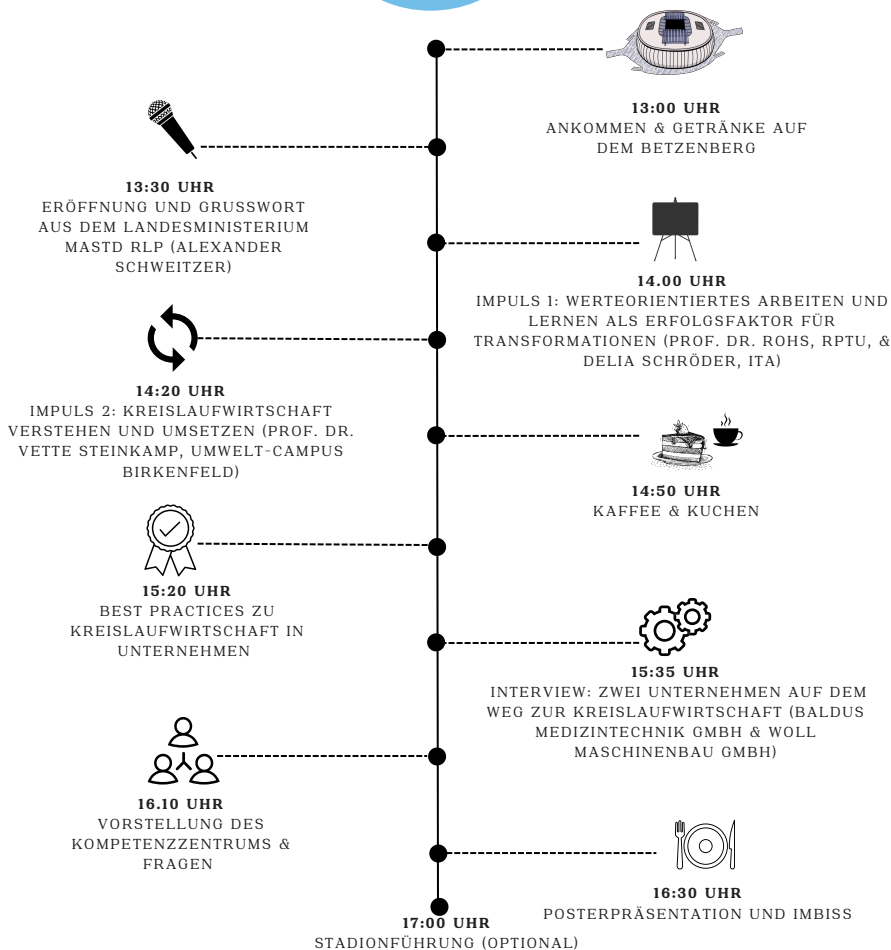 13:00 UHR
ANKOMMEN & GETRÄNKE AUF
DEM BETZENBERG
13:30 UHR
ERÖFFNUNG UND GRUSSWORT
AUS DEM LANDESMINISTERIUM
MASTD RLP (ALEXANDER
SCHWEITZER)
14.00 UHR
IMPULS 1: WERTEORIENTIERTES ARBEITEN UND
LERNEN ALS ERFOLGSFAKTOR FÜR
TRANSFORMATIONEN (PROF. DR. ROHS, RPTU, &
DELIA SCHRÖDER, ITA)
14:20 UHR
IMPULS 2: KREISLAUFWIRTSCHAFT
VERSTEHEN UND UMSETZEN (PROF. DR.
VETTE STEINKAMP, UMWELT-CAMPUS
BIRKENFELD)
14:50 UHR
KAFFEE & KUCHEN
15:20 UHR
BEST PRACTICES ZU
KREISLAUFWIRTSCHAFT IN
UNTERNEHMEN
15:35 UHR
INTERVIEW: ZWEI UNTERNEHMEN AUF DEM
WEG ZUR KREISLAUFWIRTSCHAFT (BALDUS
MEDIZINTECHNIK GMBH & WOLL
MASCHINENBAU GMBH)
16.10 UHR
VORSTELLUNG DES
KOMPETENZZENTRUMS &
FRAGEN
16:30 UHR
POSTERPRÄSENTATION UND IMBISS
17:00 UHR
STADIONFÜHRUNG (OPTIONAL)